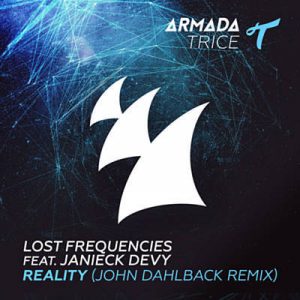 ARMADA
TRICE
LOST FREQUENCIES
FEAT. JANIECK DEVY
REALITY (JOHN DAHLBACK REMIX)